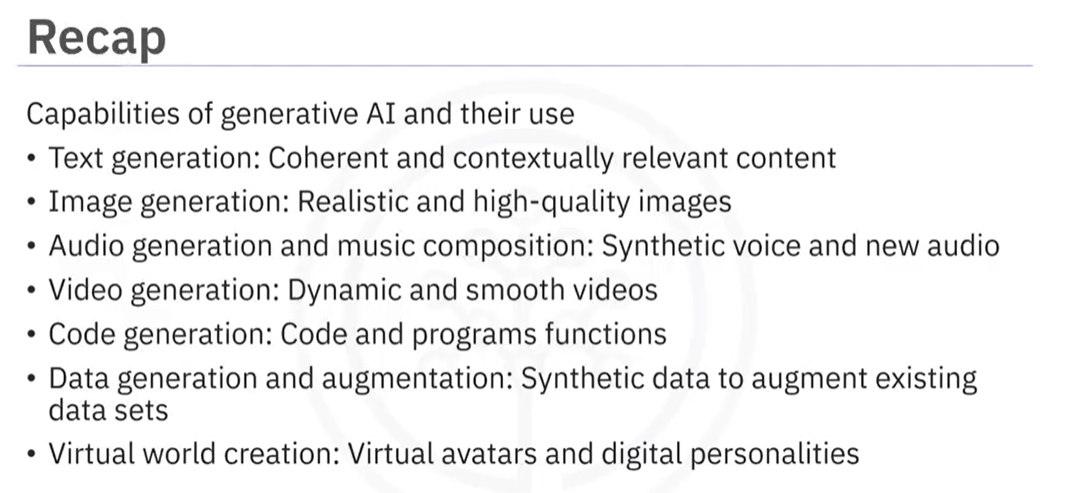 Recap
Capabilities of generative AI and their use
• Text generation: Coherent and contextually relevant content
• Image generation: Realistic and high-quality images
• Audio generation and music composition: Synthetic voice and new audio
• Video generation: Dynamic and smooth videos
• Code generation: Code and programs functions
• Data generation and augmentation: Synthetic data to augment existing
data sets
• Virtual world creation: Virtual avatars and digital personalities